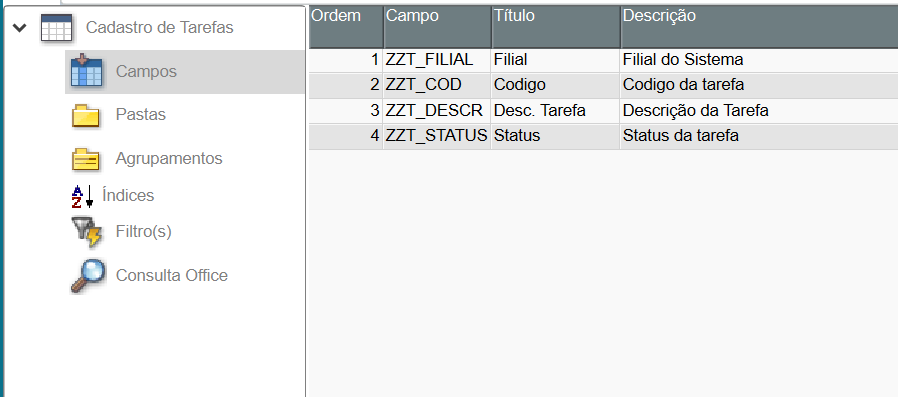 Cadastro de Tarefas
Campos
Pastas
Agrupamentos
AZ Índices
Filtro(s)
Consulta Office
Ordem Campo Título Descrição
1 ZZT_FILIAL Filial Filial do Sistema
2 ZZT_COD Codigo Codigo da tarefa
3 ZZT_DESCR Desc. Tarefa Descrição da Tarefa
4 ZZT_STATUS Status Status da tarefa